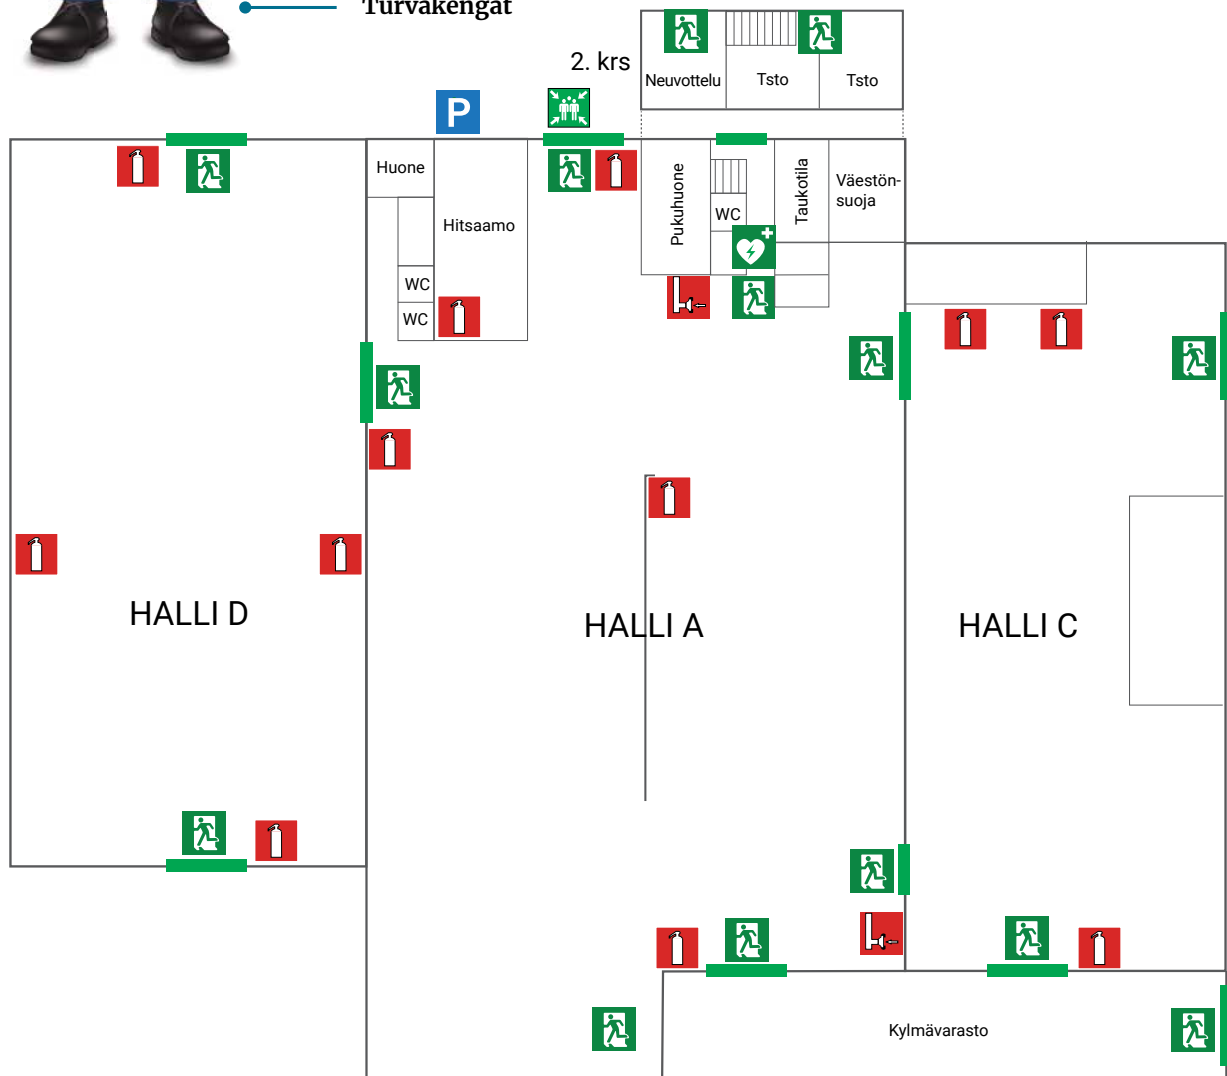 Turvakengät
2. krs
Neuvottelu
Tsto
Tsto
P
Huone
Hitsaamo
WC
WC
Pukuhuone
WC
Taukotila
Väestön-
suoja
HALLI D
HALLI A
HALLI C
Kylmävarasto